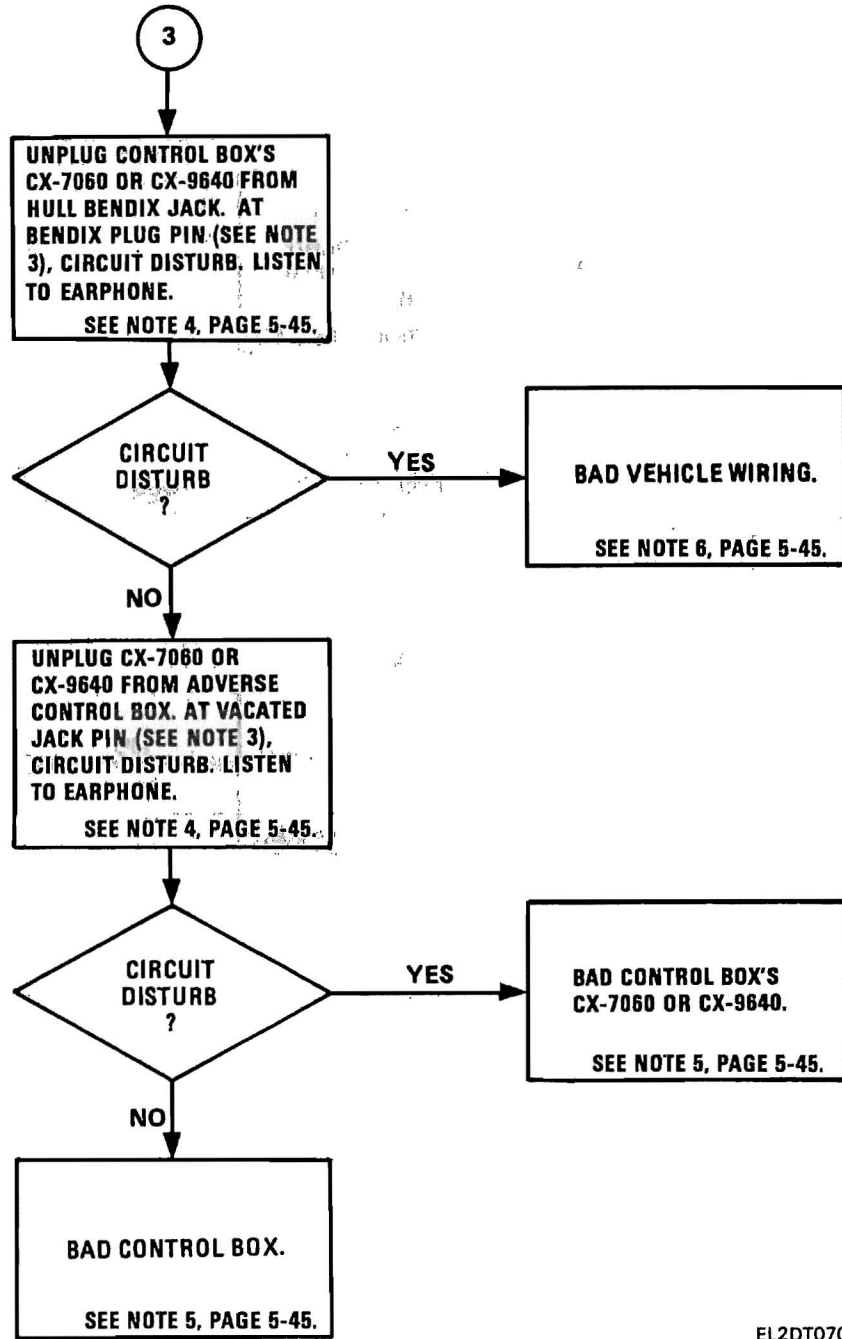 3
UNPLUG CONTROL BOX'S
CX-7060 OR CX-9640 FROM
HULL BENDIX JACK. AT
BENDIX PLUG PIN (SEE NOTE
3), CIRCUIT DISTURB. LISTEN
TO EARPHONE.
SEE NOTE 4, PAGE 5-45.
CIRCUIT
DISTURB
?
YES
BAD VEHICLE WIRING.
SEE NOTE 6, PAGE 5-45.
NO
UNPLUG CX-7060 OR
CX-9640 FROM ADVERSE
CONTROL BOX. AT VACATED
JACK PIN (SEE NOTE 3),
CIRCUIT DISTURB. LISTEN
TO EARPHONE.
SEE NOTE 4, PAGE 5-45.
CIRCUIT
DISTURB
?
YES
BAD CONTROL BOX'S
CX-7060 OR CX-9640.
SEE NOTE 5, PAGE 5-45.
NO
BAD CONTROL BOX.
SEE NOTE 5, PAGE 5-45.
EL2DT070